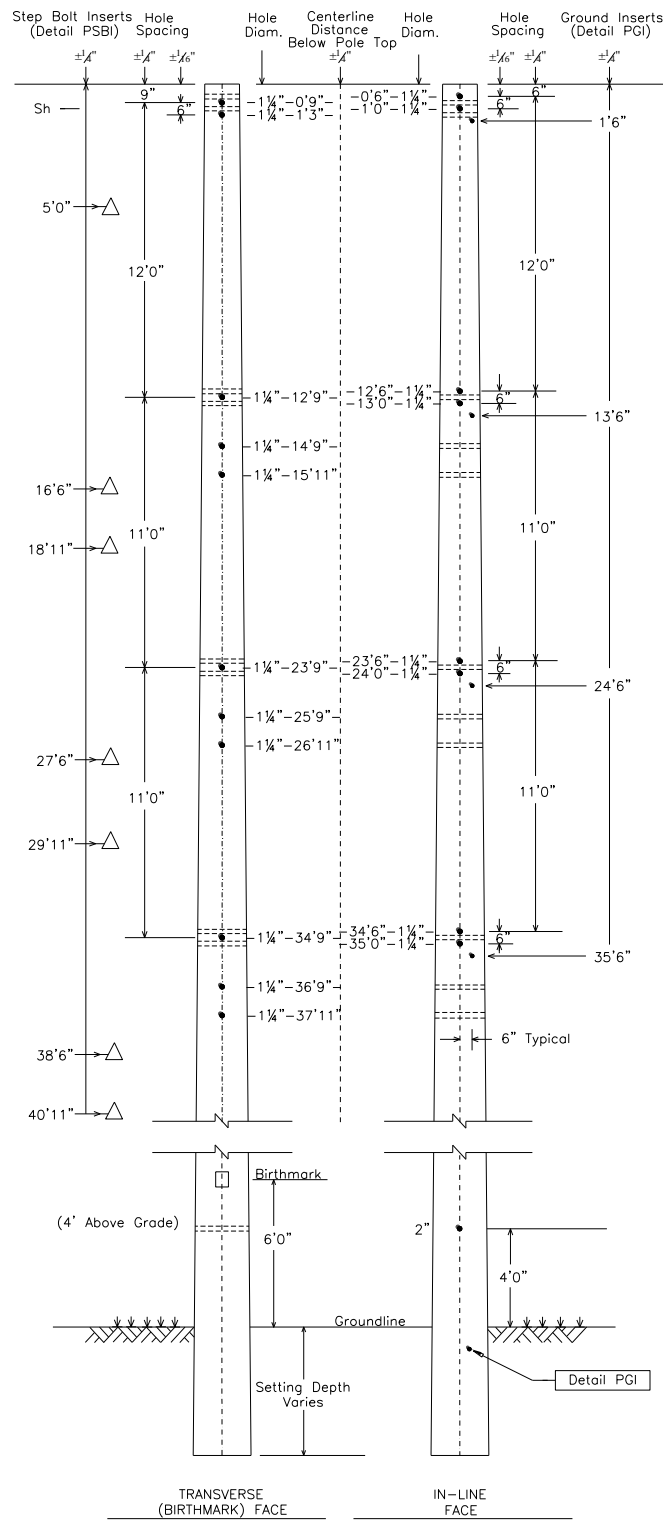 Step Bolt Inserts
(Detail PSBI)
Hole
Spacing
Hole
Diam.
Centerline
Distance
Below Pole Top
Hole
Diam.
Hole
Spacing
Ground Inserts
(Detail PGI)
±¼"
±¼"
±1/16"
±¼"
±1/16"
±¼"
±¼"
9"
6"
Sh
1¼"-0'9"
1¼"-1'3"
0'6"-1¼"
1'0"-1¼"
6"
6"
1'6"
5'0"
12'0"
12'0"
1¼"-12'9"
12'6"-1¼"
13'0"-1¼"
6"
13'6"
1¼"-14'9"
1¼"-15'11"
16'6"
18'11"
11'0"
11'0"
1¼"-23'9"
23'6"-1¼"
24'0"-1¼"
6"
24'6"
1¼"-25'9"
1¼"-26'11"
27'6"
11'0"
11'0"
29'11"
1¼"-34'9"
34'6"-1¼"
35'0"-1¼"
6"
35'6"
1¼"-36'9"
1¼"-37'11"
6" Typical
38'6"
40'11"
Birthmark
(4' Above Grade)
6'0"
2"
4'0"
Groundline
Setting Depth
Varies
Detail PGI
TRANSVERSE
(BIRTHMARK) FACE
IN-LINE
FACE